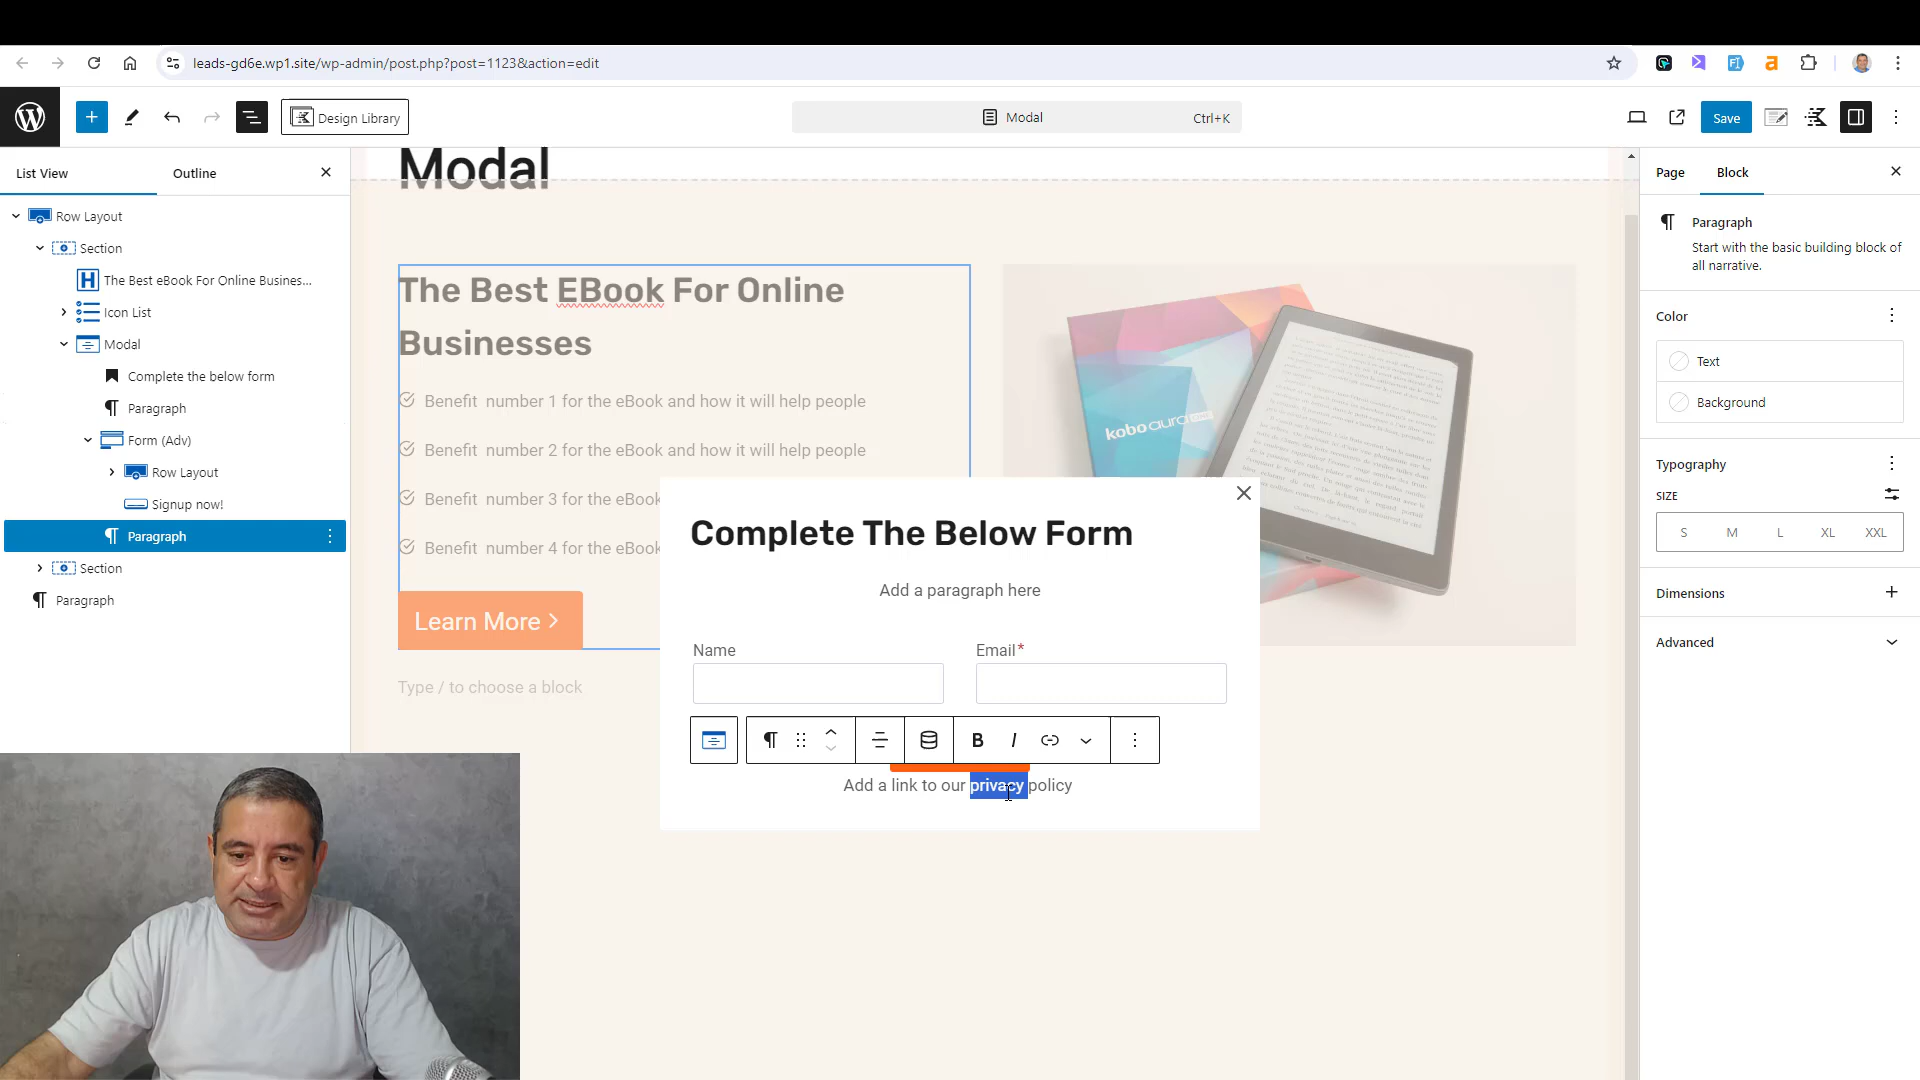 leads-gd6e.wp1.site/wp-admin/post.php?post=1123&action=edit
Design Library
Modal
Ctrl+K
Save
List View
Outline
Row Layout
Section
The Best eBook For Online Busines...
Icon List
Modal
Complete the below form
Paragraph
Form (Adv)
Row Layout
Signup now!
Paragraph
Section
Paragraph
Modal
The Best EBook For Online
Businesses
Benefit number 1 for the eBook and how it will help people
Benefit number 2 for the eBook and how it will help people
Benefit number 3 for the eBook
Benefit number 4 for the eBook
Learn More
Type / to choose a block
kobo aura
Complete The Below Form
Add a paragraph here
Name
Email*
B I
Add a link to our privacy policy
Page
Block
Paragraph
Start with the basic building block of
all narrative.
Color
Text
Background
Typography
SIZE
S M L XL XXL
Dimensions
Advanced